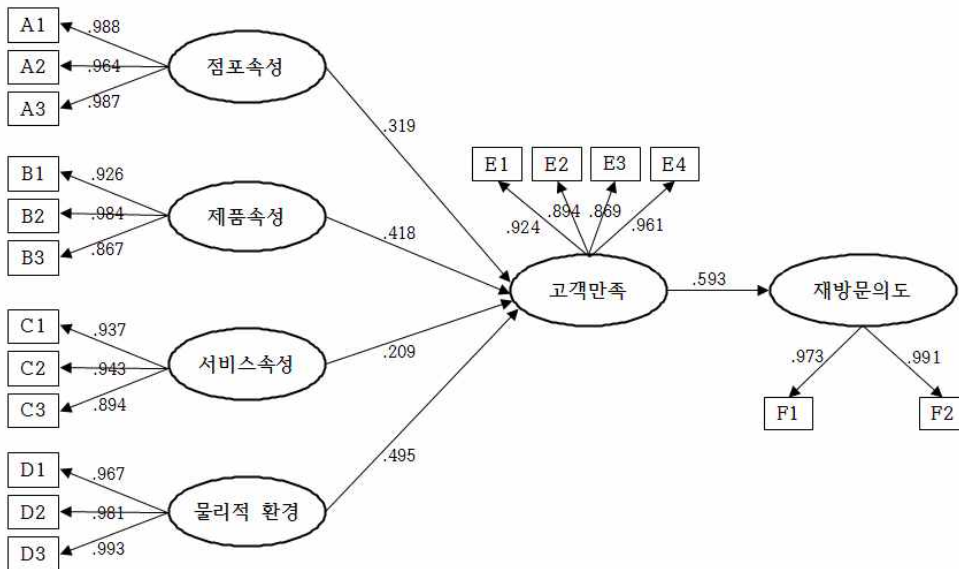 A1
.988
A2
.964
A3
.987
점포속성
.319
B1
.926
B2
.984
B3
.867
제품속성
.418
C1
.937
C2
.943
C3
.894
서비스속성
.209
D1
.967
D2
.981
D3
.993
물리적 환경
.495
E1
E2
E3
E4
.924
.894
.869
.961
고객만족
.593
재방문의도
.973
.991
F1
F2